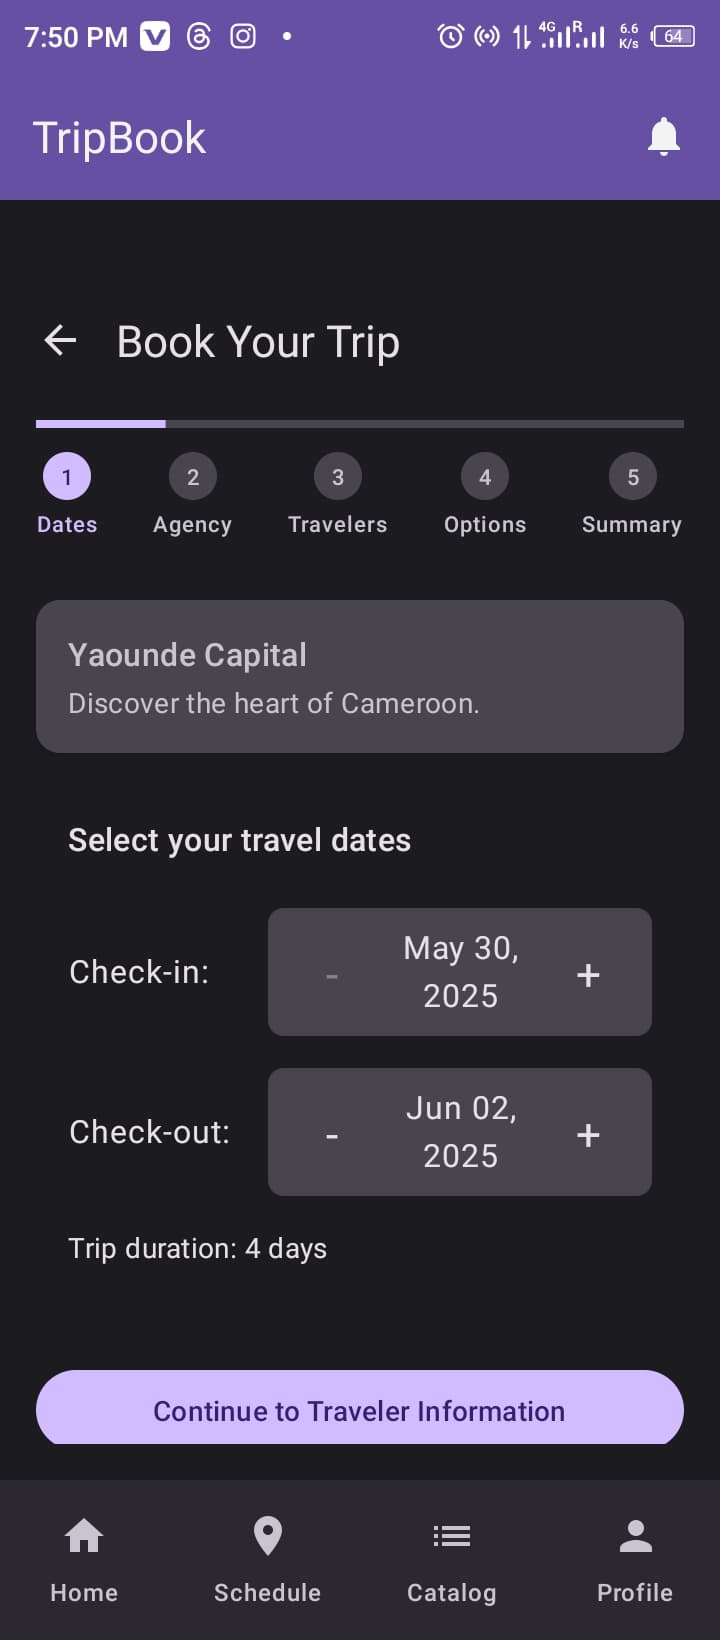 7:50 PM
4G R 6.6 K/s 64
TripBook
Book Your Trip
1 2 3 4 5
Dates Agency Travelers Options Summary
Yaounde Capital
Discover the heart of Cameroon.
Select your travel dates
Check-in: - May 30, 2025 +
Check-out: - Jun 02, 2025 +
Trip duration: 4 days
Continue to Traveler Information
Home Schedule Catalog Profile